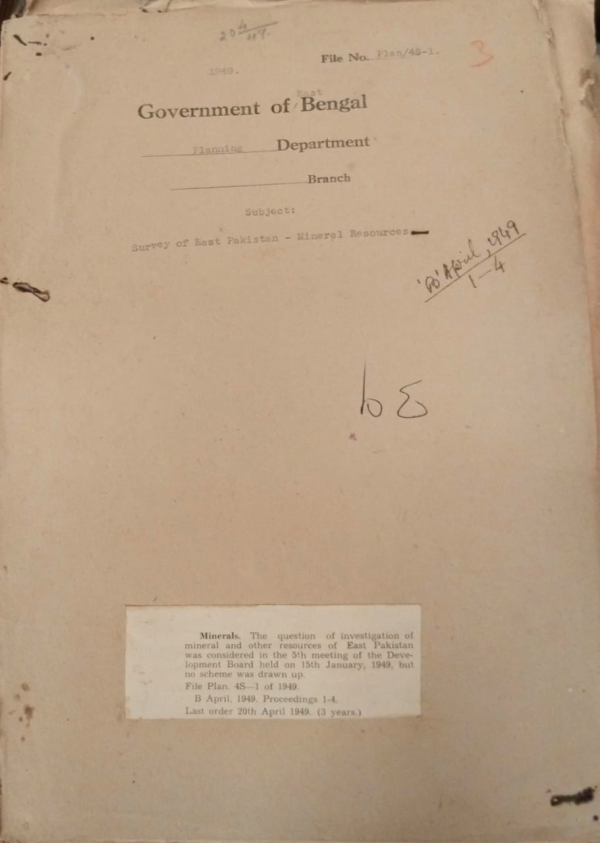 20 4/49.
File No. Plan/4S-1.
3
1949.
East
Government of Bengal
Planning Department
Branch
Subject:
Survey of East Pakistan - Mineral Resources
'B' April, 1949
1-4
৮৬
Minerals. The question of investigation of
mineral and other resources of East Pakistan
was considered in the 5th meeting of the Deve-
lopment Board held on 15th January, 1949, but
no scheme was drawn up.
File Plan. 4S—1 of 1949.
B April. 1949. Proceedings 1-4.
Last order 20th April 1949. (3 years.)